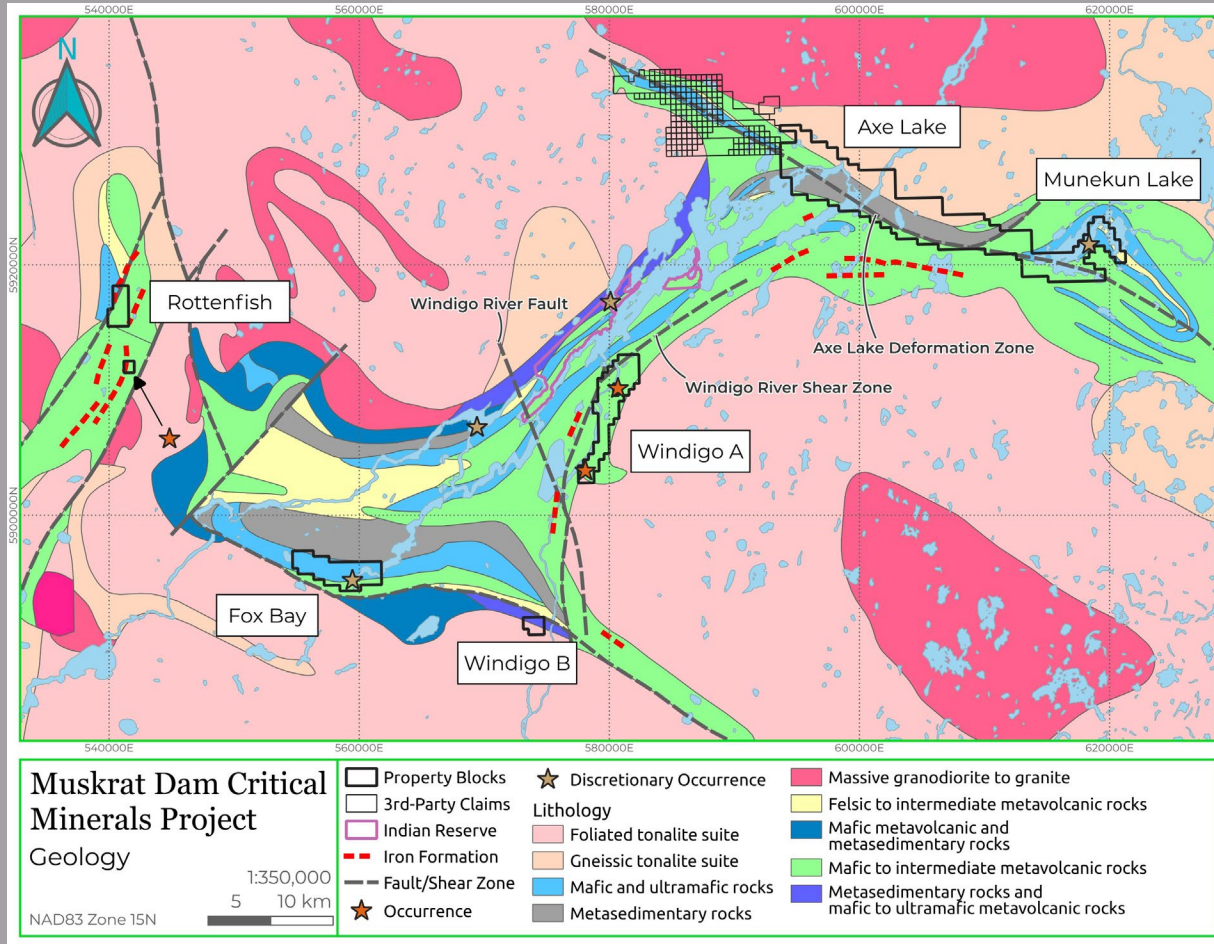 540000E
560000E
580000E
600000E
620000E
N
Axe Lake
Munekun Lake
5920000N
Rottenfish
Windigo River Fault
Axe Lake Deformation Zone
Windigo River Shear Zone
Windigo A
5900000N
Fox Bay
Windigo B
540000E
560000E
580000E
600000E
620000E
Muskrat Dam Critical
Minerals Project
Geology
1:350,000
5 10 km
NAD83 Zone 15N
Property Blocks
3rd-Party Claims
Indian Reserve
Iron Formation
Fault/Shear Zone
Occurrence
Discretionary Occurrence
Lithology
Foliated tonalite suite
Gneissic tonalite suite
Mafic and ultramafic rocks
Metasedimentary rocks
Massive granodiorite to granite
Felsic to intermediate metavolcanic rocks
Mafic metavolcanic and
metasedimentary rocks
Mafic to intermediate metavolcanic rocks
Metasedimentary rocks and
mafic to ultramafic metavolcanic rocks